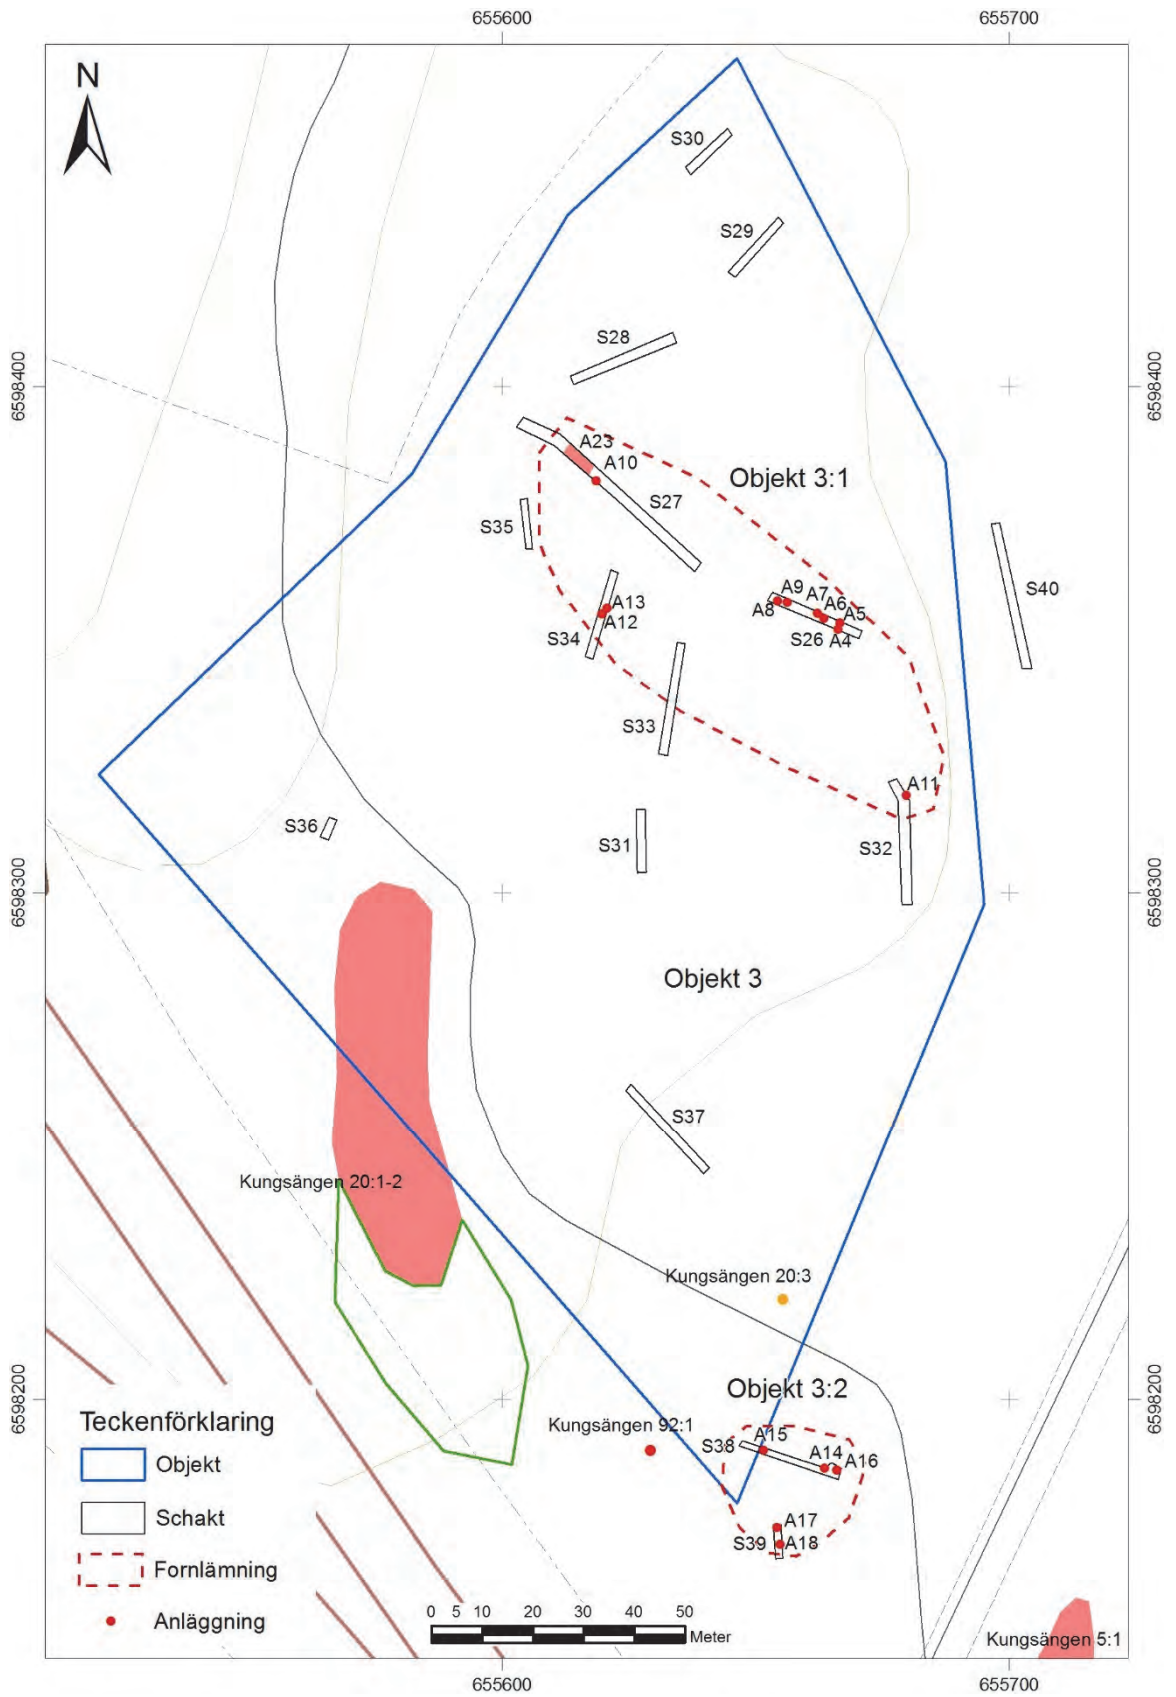 655600
655700
N
S30
S29
S28
6598400
6598400
A23
A10
Objekt 3:1
S27
S35
S40
A9
A7
A6
A13
A8
A5
A12
S26
A4
S34
S33
A11
S36
S31
S32
6598300
6598300
Objekt 3
S37
Kungsängen 20:1-2
Kungsängen 20:3
Objekt 3:2
6598200
6598200
Teckenförklaring
Kungsängen 92:1
A15
S38
A14
A16
Objekt
Schakt
A17
S39
A18
Fornlämning
Anläggning
0 5 10 20 30 40 50
Meter
Kungsängen 5:1
655600
655700